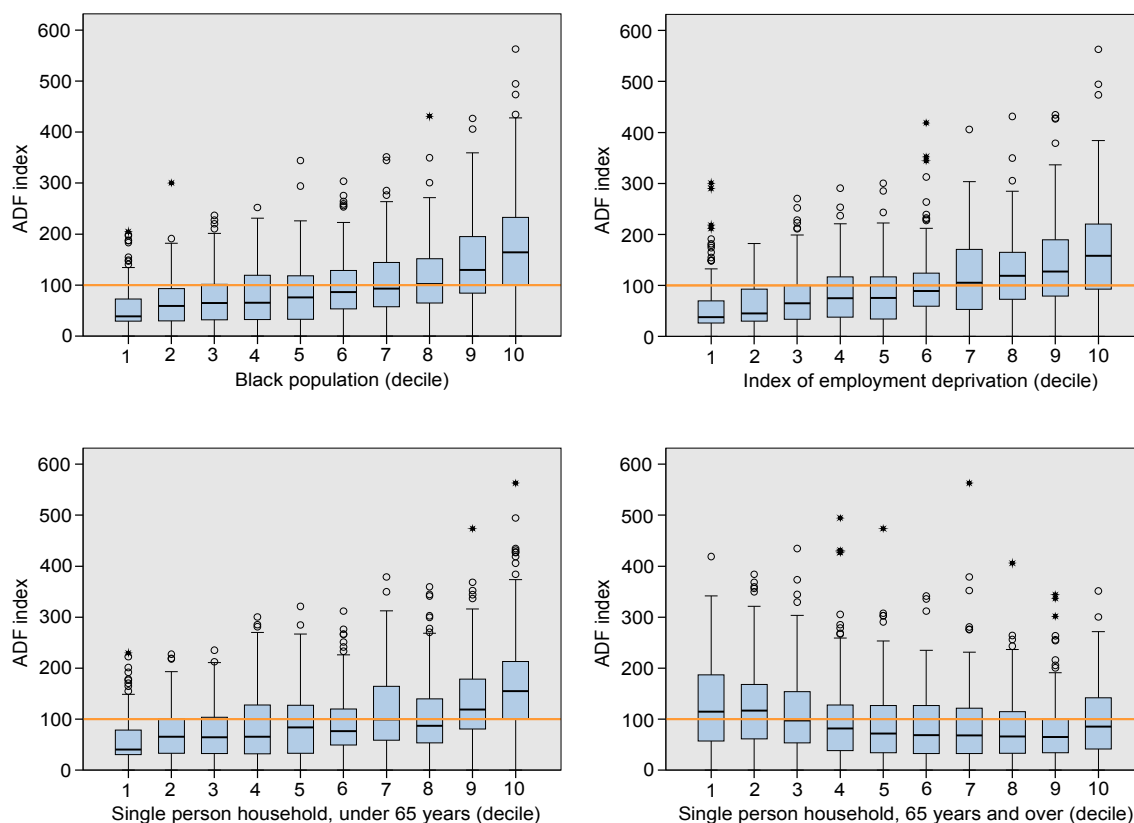 600
500
400
300
200
100
0
ADF index
1 2 3 4 5 6 7 8 9 10
Black population (decile)
600
500
400
300
200
100
0
ADF index
1 2 3 4 5 6 7 8 9 10
Index of employment deprivation (decile)
600
500
400
300
200
100
0
ADF index
1 2 3 4 5 6 7 8 9 10
Single person household, under 65 years (decile)
600
500
400
300
200
100
0
ADF index
1 2 3 4 5 6 7 8 9 10
Single person household, 65 years and over (decile)